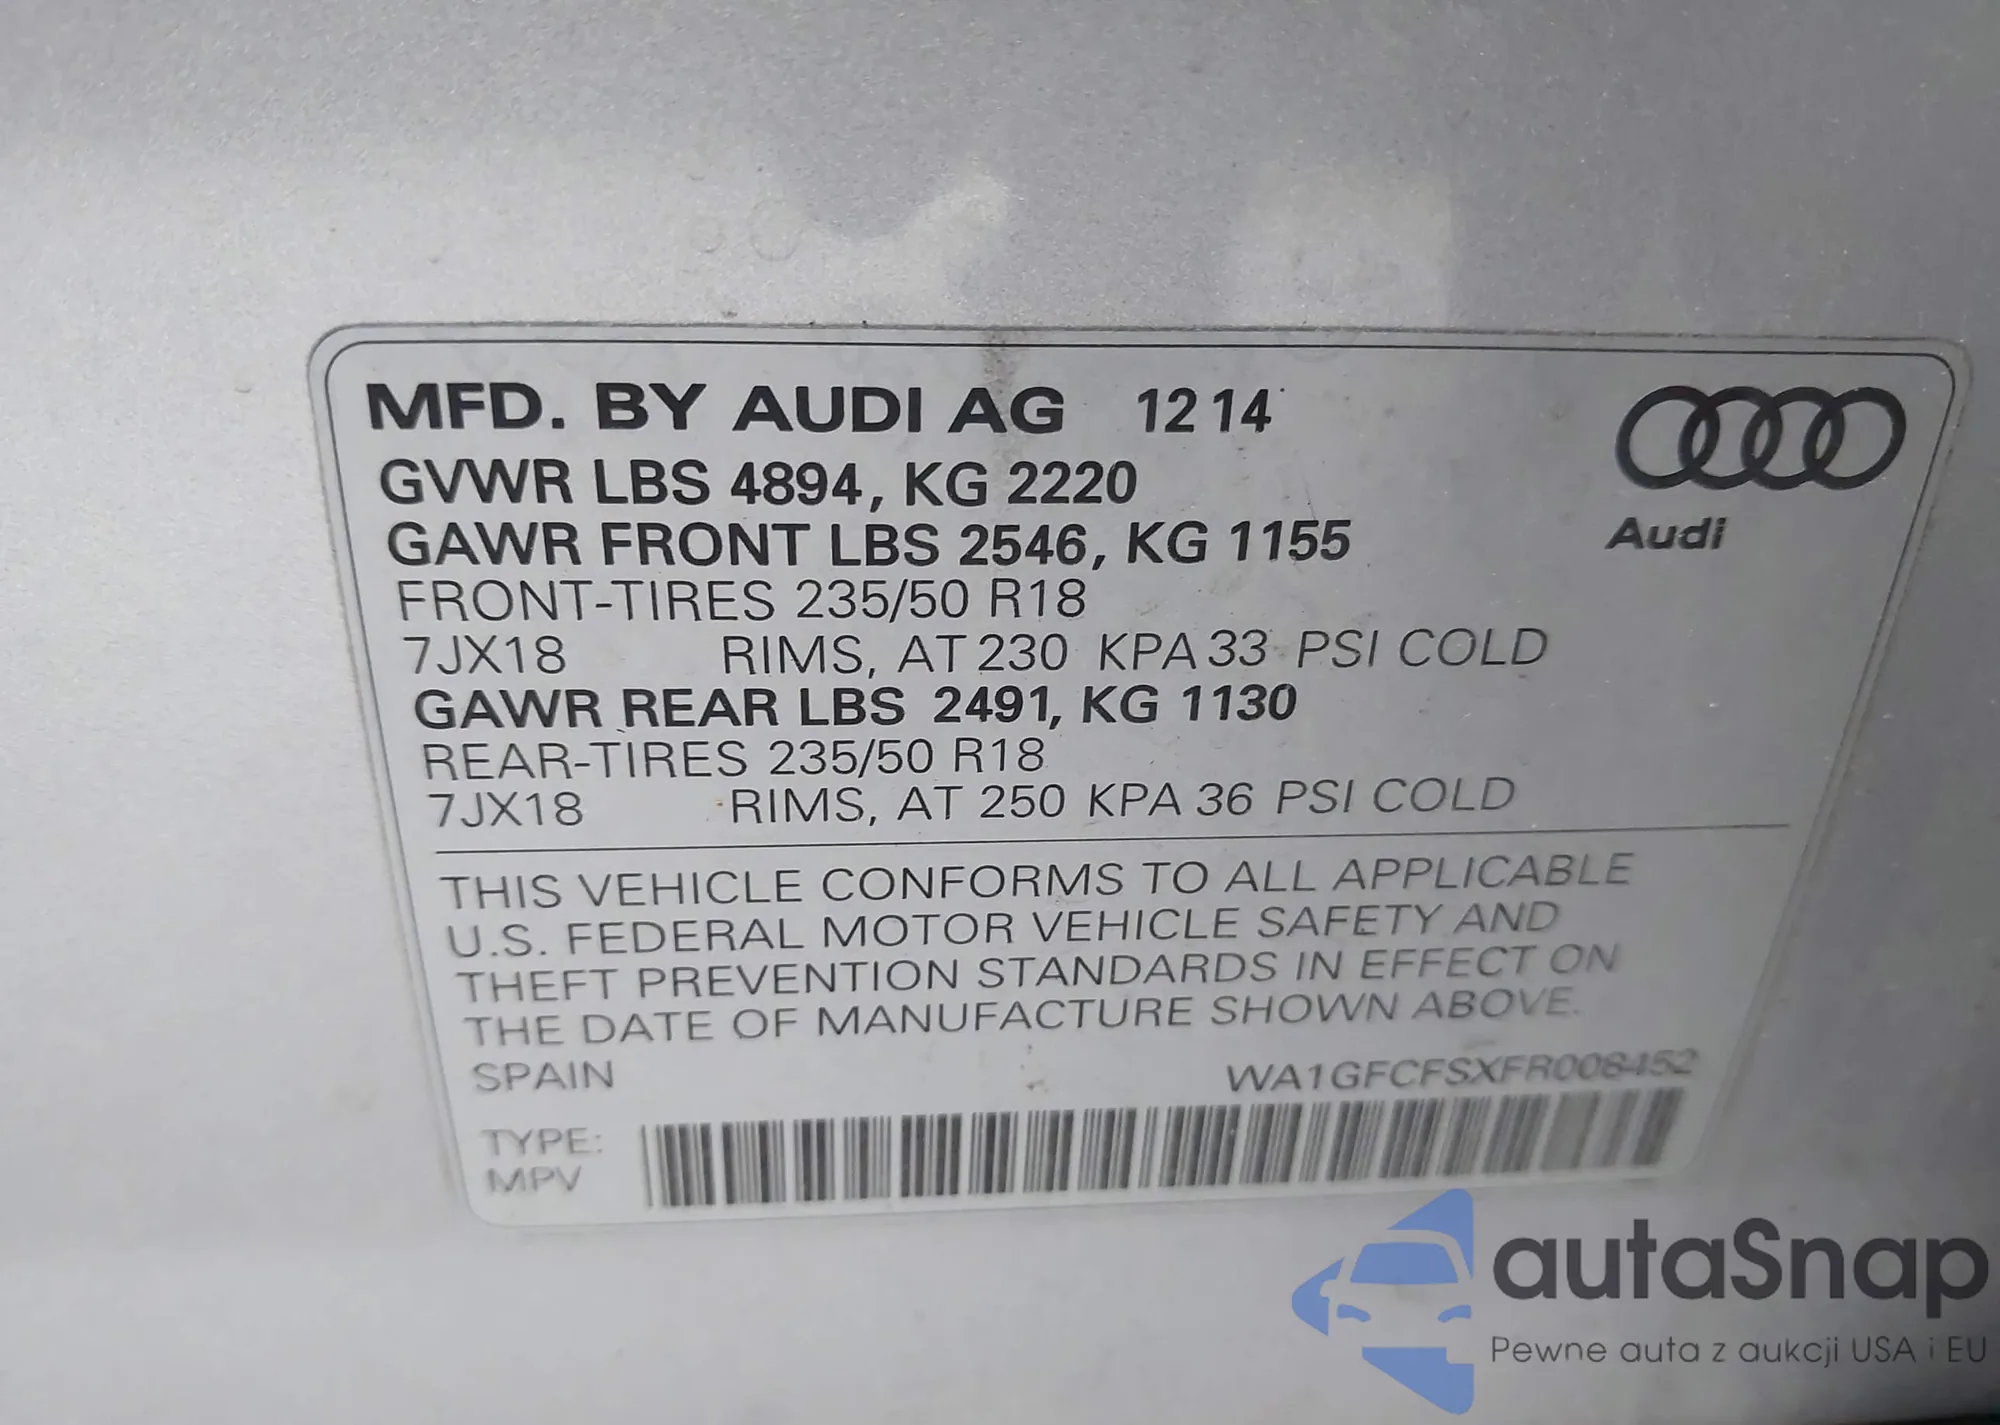 MFD. BY AUDI AG 12 14
GVWR LBS 4894, KG 2220
GAWR FRONT LBS 2546, KG 1155
FRONT-TIRES 235/50 R18
7JX18 RIMS, AT 230 KPA 33 PSI COLD
GAWR REAR LBS 2491, KG 1130
REAR-TIRES 235/50 R18
7JX18 RIMS, AT 250 KPA 36 PSI COLD
Audi
THIS VEHICLE CONFORMS TO ALL APPLICABLE
U.S. FEDERAL MOTOR VEHICLE SAFETY AND
THEFT PREVENTION STANDARDS IN EFFECT ON
THE DATE OF MANUFACTURE SHOWN ABOVE.
SPAIN WA1GFCFSXFR006452
TYPE:
MPV
autaSnap
Pewne auta z aukcji USA i EU